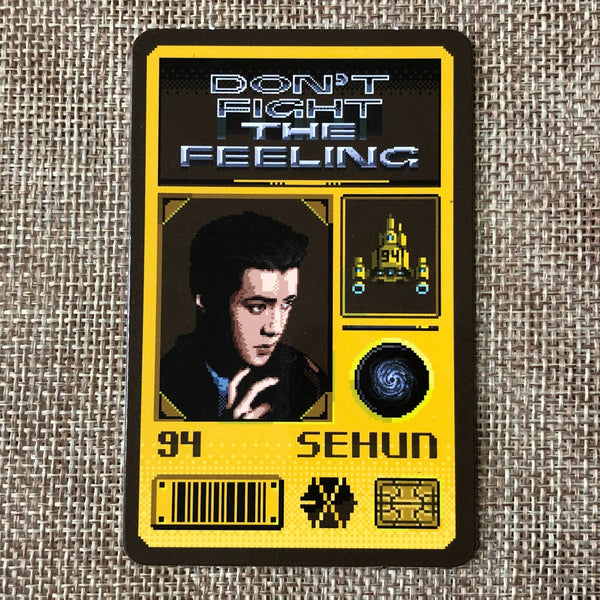 DON'T
FIGHT
THE
FEELING
94
94 SEHUN